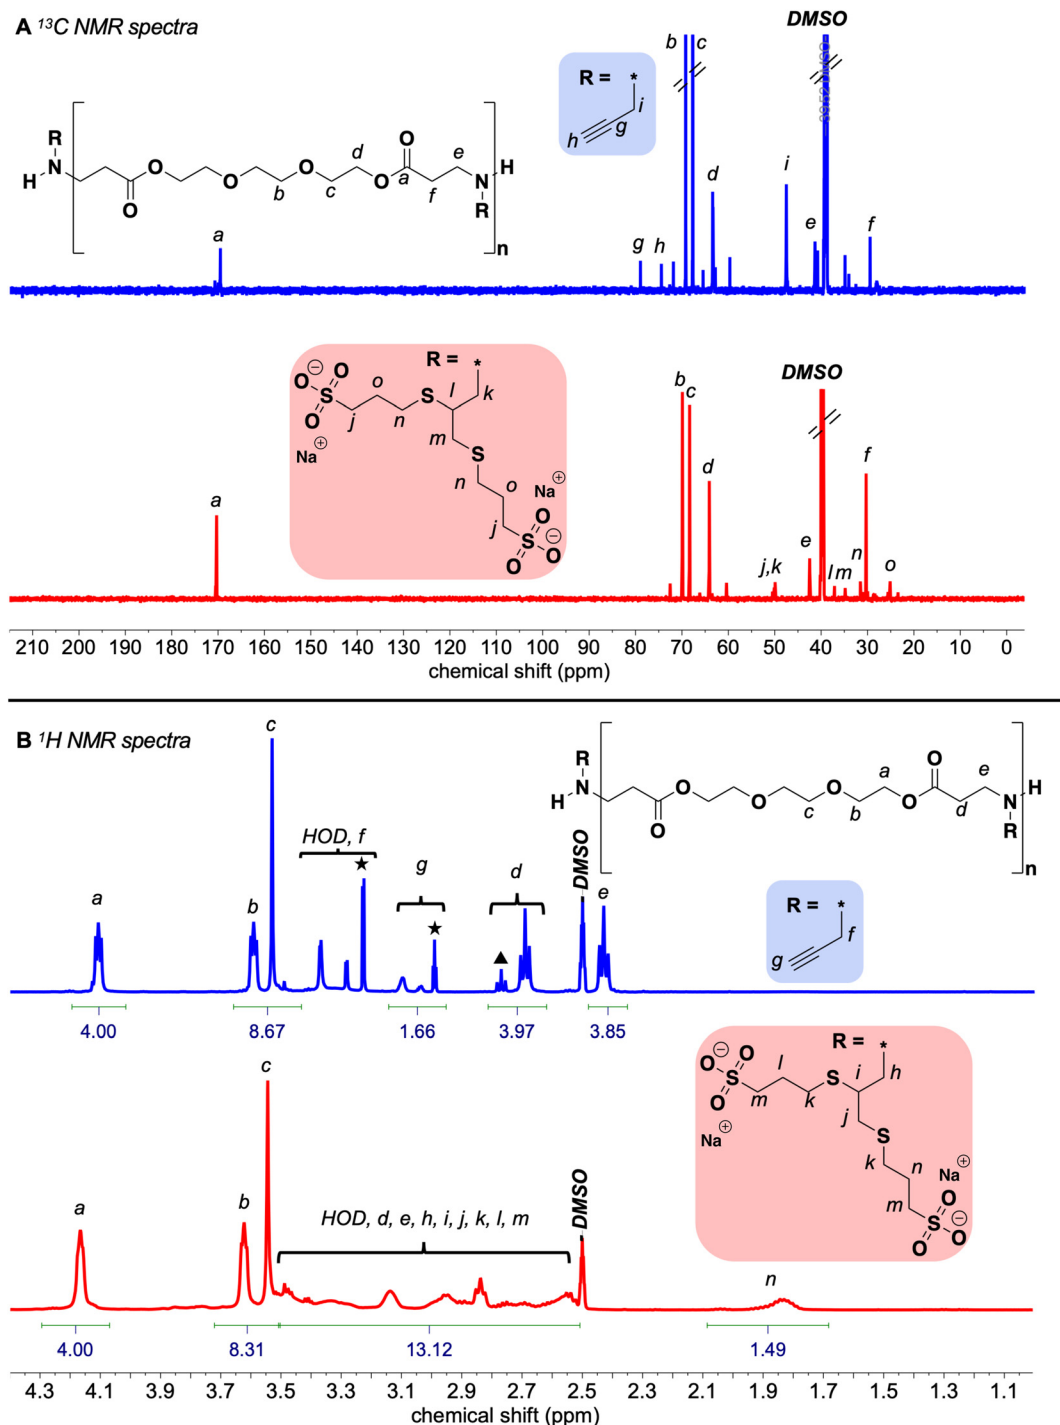 A ¹³C NMR spectra
DMSO
b
c
R = *
i
h
g
R
N
H
O
O
O
O
d
O
O
a
e
f
N
H
R
b
c
n
a
g
h
d
i
e
f
R = *
O
O
S
O
⊖
o
S
l
k
j
n
m
S
Na⊕
n
o
Na⊕
j
O
S
O⊖
O
a
b
c
d
j,k
e
DMSO
l
m
n
f
o
210 200 190 180 170 160 150 140 130 120 110 100 90 80 70 60 50 40 30 20 10 0
chemical shift (ppm)
B ¹H NMR spectra
R
N
H
O
O
O
O
a
O
O
e
d
N
H
R
c
b
n
a
b
c
HOD, f
★
g
★
d
▲
DMSO
e
R = *
f
g
4.00 8.67 1.66 3.97 3.85
R = *
O
O⊖
S
O
l
S
i
h
m
k
j
S
Na⊕
k
n
Na⊕
m
O
S
O⊖
O
a
b
c
HOD, d, e, h, i, j, k, l, m
DMSO
n
4.00 8.31 13.12 1.49
4.3 4.1 3.9 3.7 3.5 3.3 3.1 2.9 2.7 2.5 2.3 2.1 1.9 1.7 1.5 1.3 1.1
chemical shift (ppm)